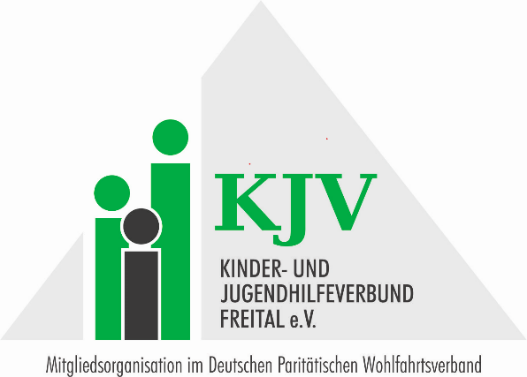 KJV
KINDER- UND
JUGENDHILFEVERBUND
FREITAL e.V.
Mitgliedsorganisation im Deutschen Paritätischen Wohlfahrtsverband